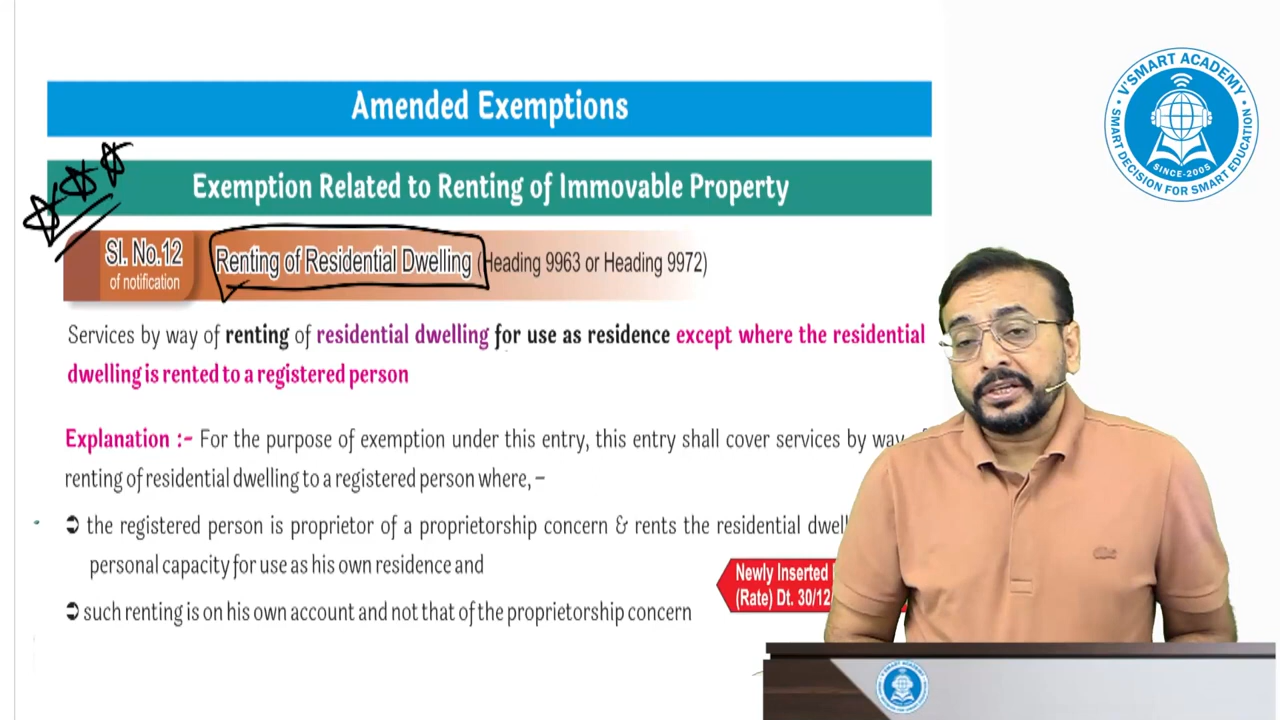 Amended Exemptions
Exemption Related to Renting of Immovable Property
Sl. No.12
of notification
Renting of Residential Dwelling (Heading 9963 or Heading 9972)
Services by way of renting of residential dwelling for use as residence except where the residential
dwelling is rented to a registered person
Explanation :- For the purpose of exemption under this entry, this entry shall cover services by way
renting of residential dwelling to a registered person where, –
➲ the registered person is proprietor of a proprietorship concern & rents the residential
personal capacity for use as his own residence and
➲ such renting is on his own account and not that of the proprietorship concern
Newly Inserted
(Rate) Dt. 30/12/
V'SMART ACADEMY
SINCE-2005
SMART DECISION FOR SMART EDUCATION